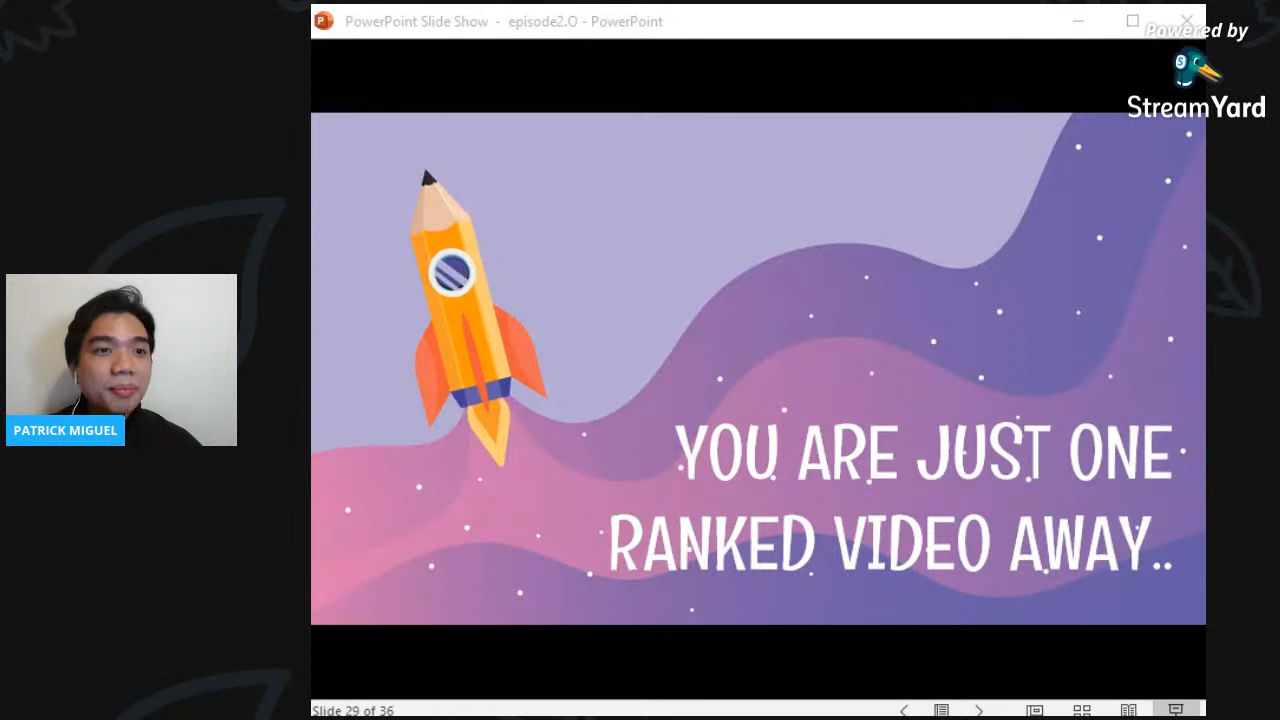 PowerPoint Slide Show - episode2.O - PowerPoint
Powered by
StreamYard
PATRICK MIGUEL
YOU ARE JUST ONE
RANKED VIDEO AWAY..
Slide 29 of 36